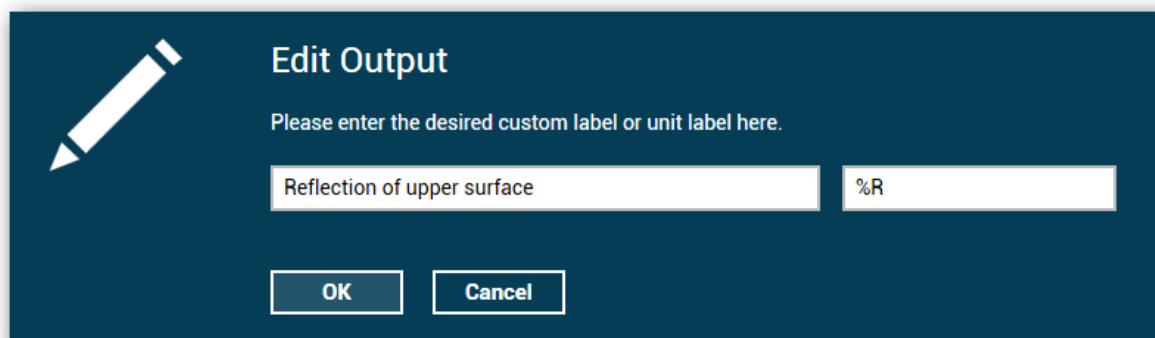 Edit Output
Please enter the desired custom label or unit label here.
Reflection of upper surface %R
OK Cancel